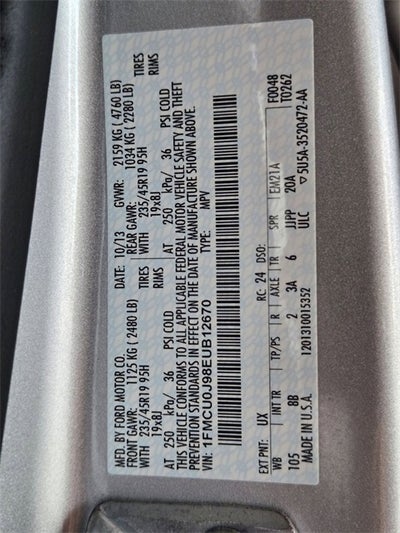 MFD. BY FORD MOTOR CO.
DATE: 10/13 GVWR: 2159 KG ( 4760 LB)
FRONT GAWR: 1125 KG ( 2480 LB) REAR GAWR: 1034 KG ( 2280 LB)
WITH 235/45R19 95H TIRES WITH 235/45R19 95H TIRES
19x8J RIMS 19x8J RIMS
AT 250 kPa/ 36 PSI COLD AT 250 kPa/ 36 PSI COLD
THIS VEHICLE CONFORMS TO ALL APPLICABLE FEDERAL MOTOR VEHICLE SAFETY AND THEFT
PREVENTION STANDARDS IN EFFECT ON THE DATE OF MANUFACTURE SHOWN ABOVE.
VIN: 1FMCU0J98EUB12670 TYPE: MPV
F0048
T0262
EXT PNT: UX RC: 24 DSO:
WB INT TR TP/PS R AXLE TR SPR EM21A
105 8B 2 3A 6 JJPP 20A
MADE IN U.S.A. 1201310015352 ULC ▽5U5A-3520472-AA